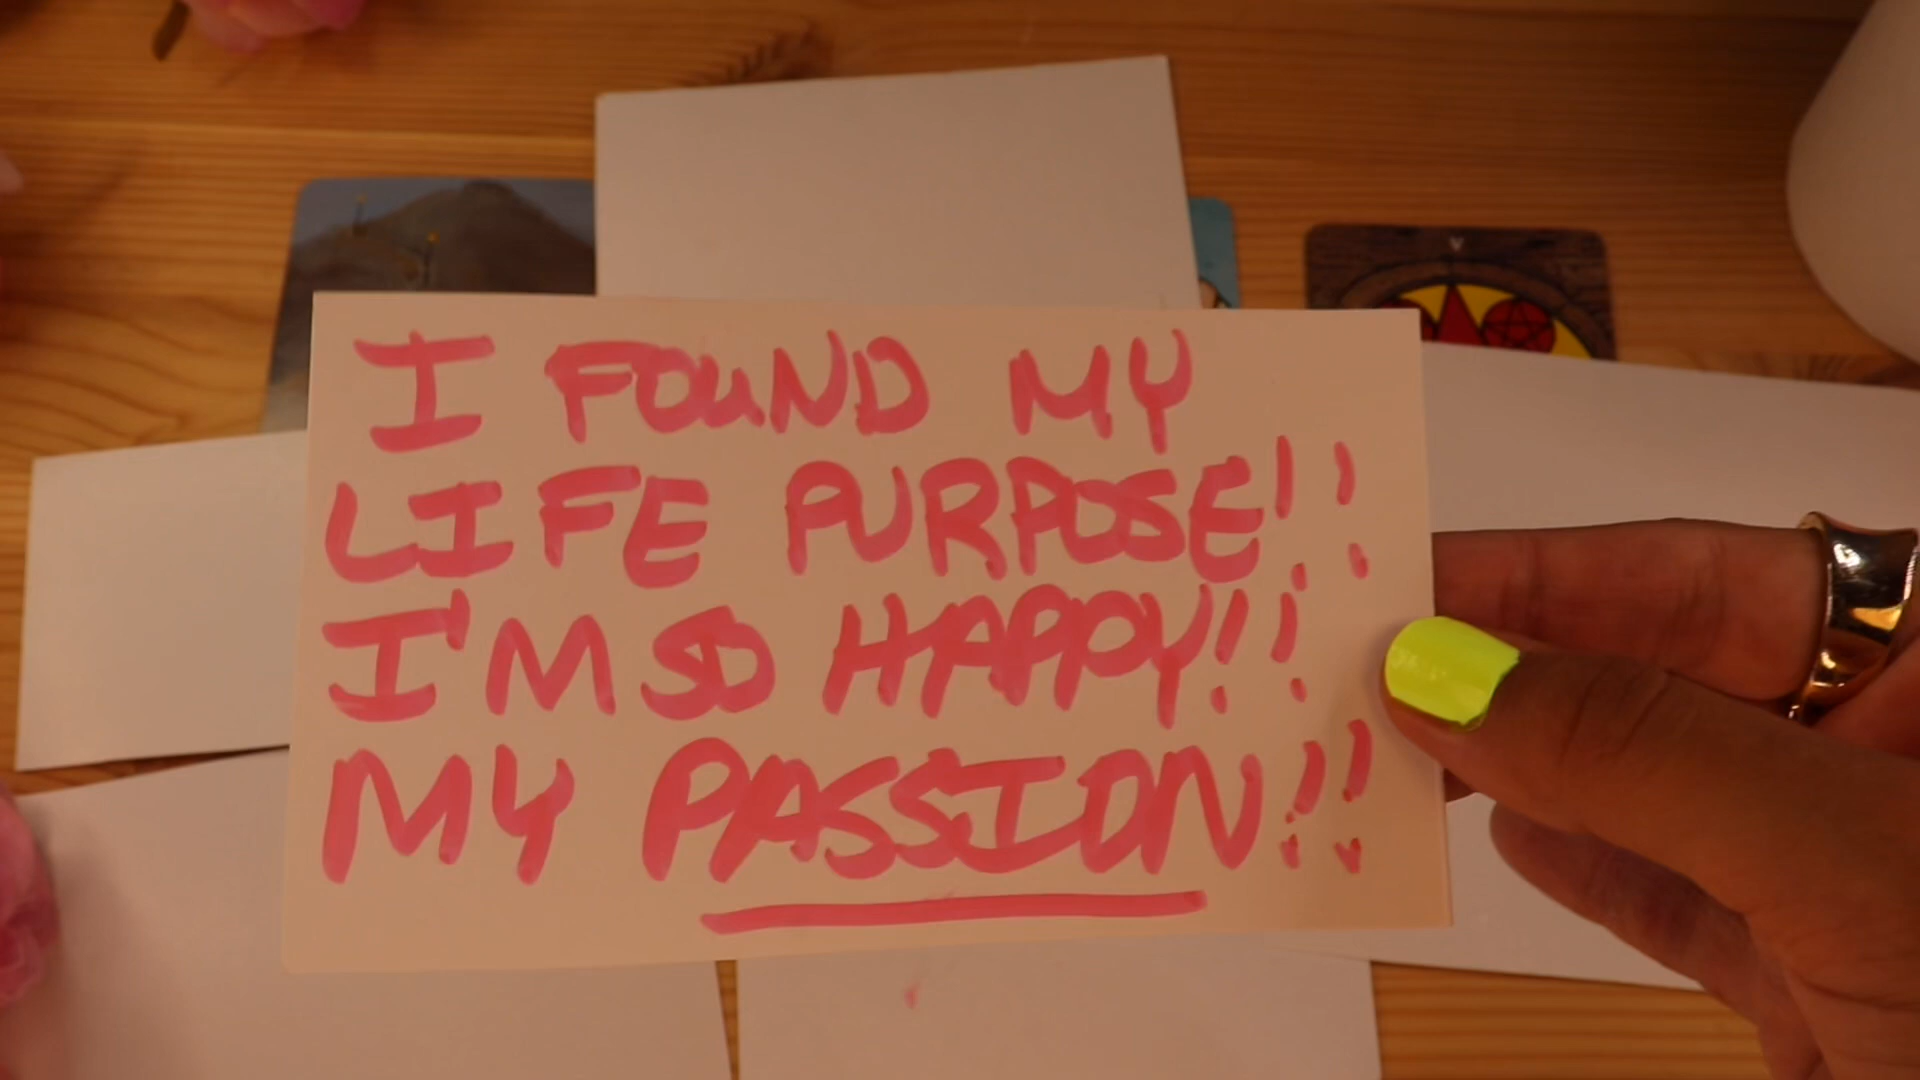 V
I FOUND MY
LIFE PURPOSE!!
I'M SO HAPPY!!
MY PASSION!!